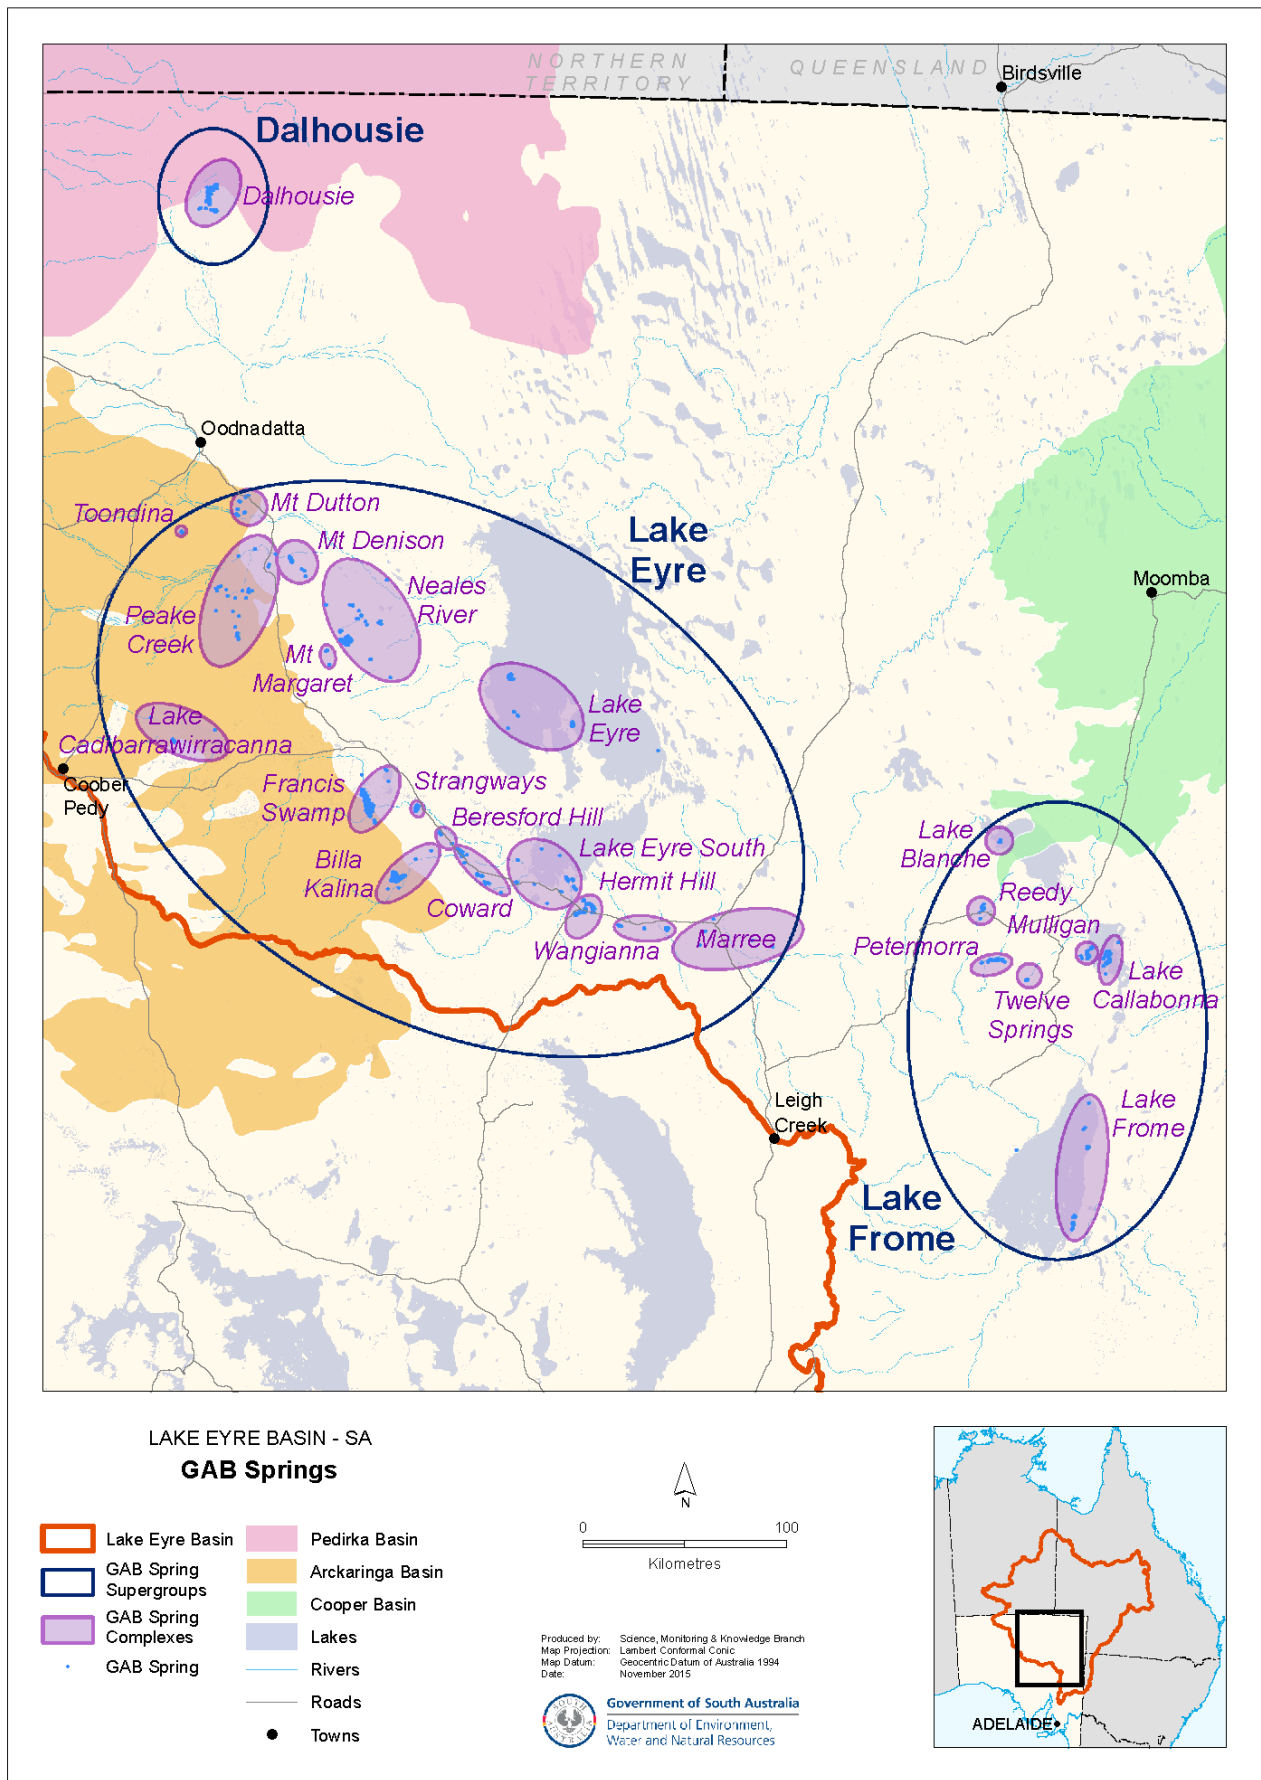 NORTHERN
TERRITORY
QUEENSLAND
Birdsville
Dalhousie
Dalhousie
Oodnadatta
Toondina
Mt Dutton
Mt Denison
Lake
Eyre
Neales
River
Moomba
Peake
Creek
Mt
Margaret
Lake
Cadibarrawirracanna
Lake
Eyre
Coober
Pedy
Francis
Swamp
Strangways
Beresford Hill
Billa
Kalina
Lake Eyre South
Hermit Hill
Coward
Wangianna
Marree
Lake
Blanche
Reedy
Mulligan
Petermorra
Twelve
Springs
Lake
Callabonna
Leigh
Creek
Lake
Frome
Lake
Frome
LAKE EYRE BASIN - SA
GAB Springs
Lake Eyre Basin
GAB Spring
Supergroups
GAB Spring
Complexes
GAB Spring
Pedirka Basin
Arckaringa Basin
Cooper Basin
Lakes
Rivers
Roads
Towns
N
0 100
Kilometres
Produced by: Science, Monitoring & Knowledge Branch
Map Projection: Lambert Conformal Conic
Map Datum: Geocentric Datum of Australia 1994
Date: November 2015
SOUTH AUSTRALIA
Government of South Australia
Department of Environment,
Water and Natural Resources
ADELAIDE